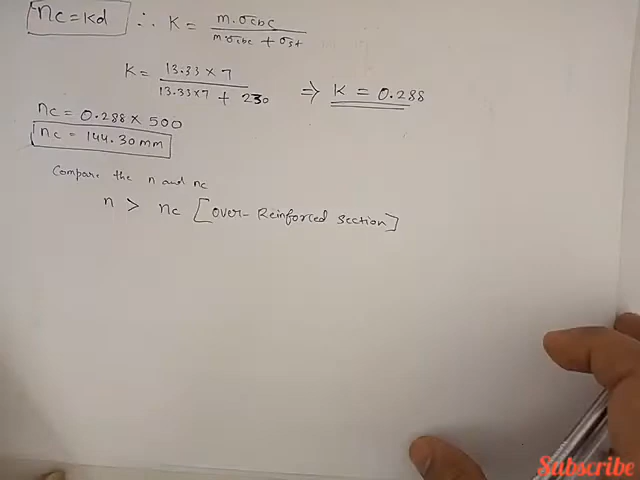 nc = Kd ∴ K = m.σcbc / mσcbc + σst
K = 13.33 × 7 / 13.33×7 + 230 ⇒ K = 0.288
nc = 0.288 × 500
nc = 144.30 mm
Compare the n and nc
n > nc [Over-Reinforced section]
Subscribe